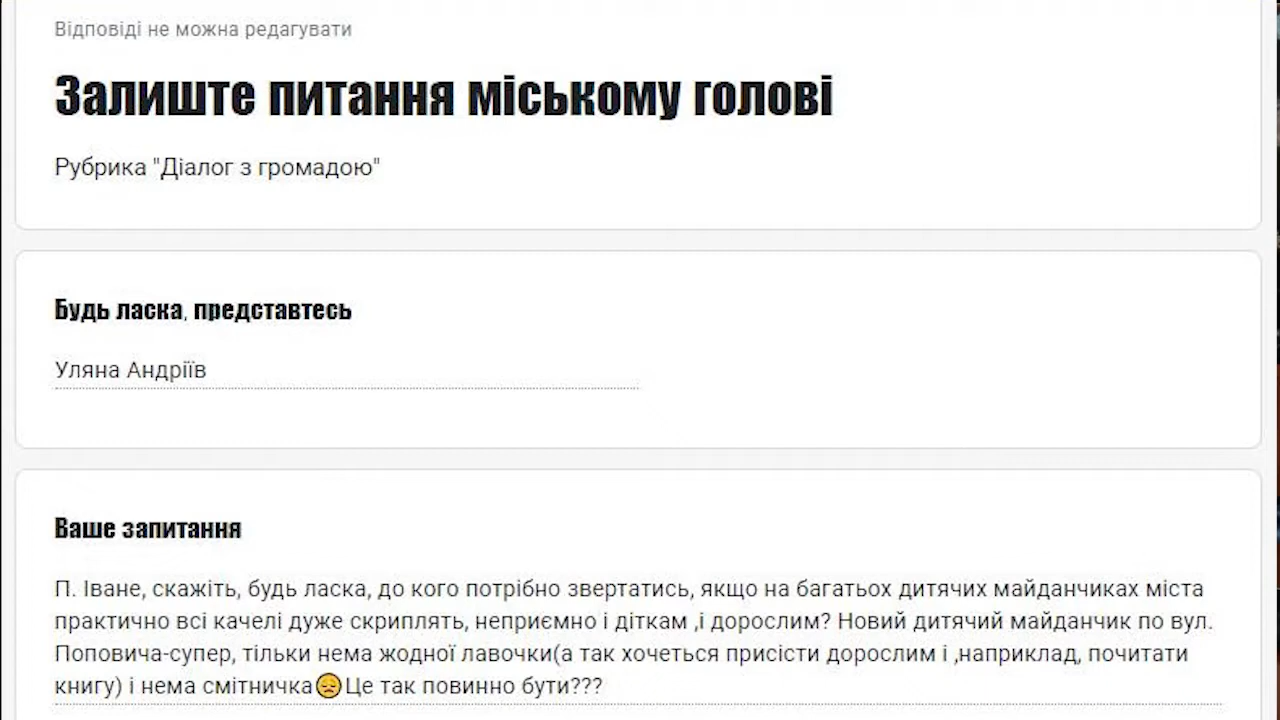 Відповіді не можна редагувати
Залиште питання міському голові
Рубрика "Діалог з громадою"
Будь ласка, представтесь
Уляна Андріїв
Ваше запитання
П. Іване, скажіть, будь ласка, до кого потрібно звертатись, якщо на багатьох дитячих майданчиках міста
практично всі качелі дуже скриплять, неприємно і діткам ,і дорослим? Новий дитячий майданчик по вул.
Поповича-супер, тільки нема жодної лавочки(а так хочеться присісти дорослим і ,наприклад, почитати
книгу) і нема смітничка😞Це так повинно бути???